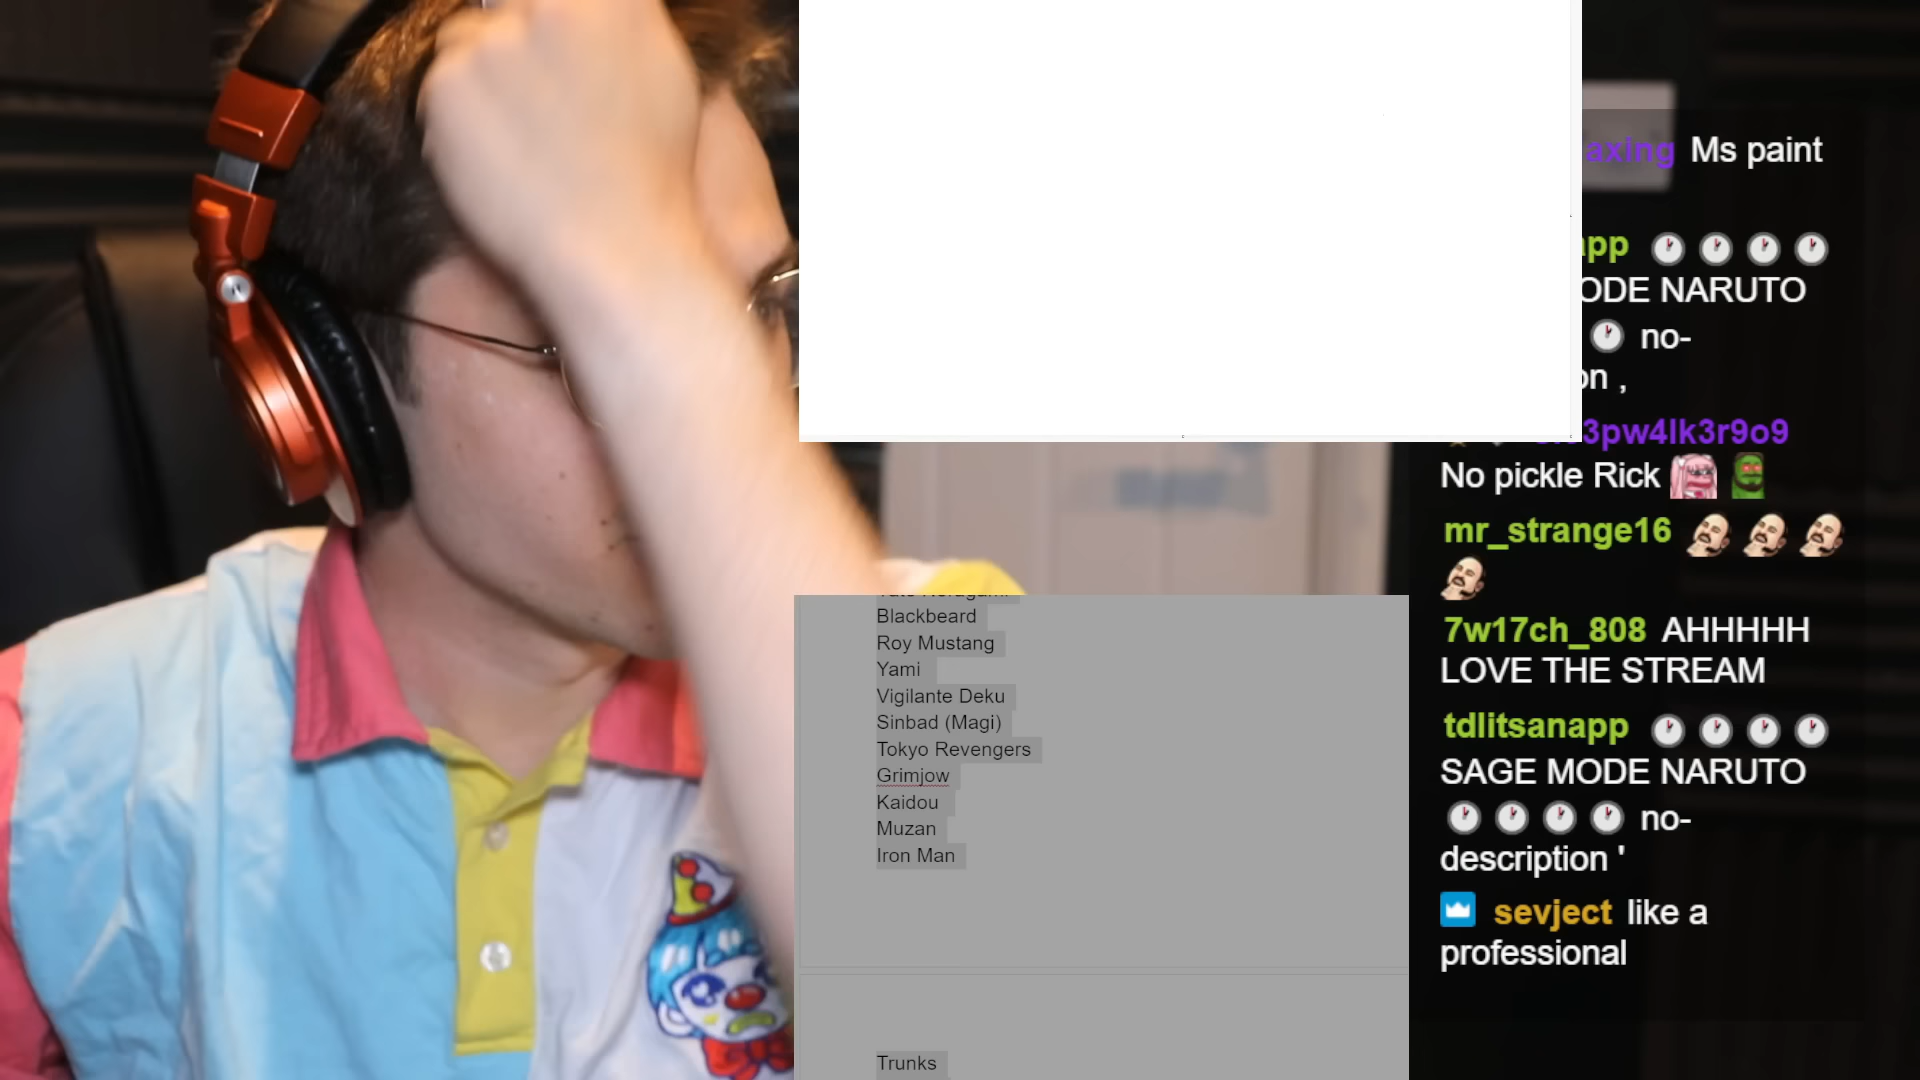 axing Ms paint
app
ODE NARUTO
no-
on ,
3pw4lk3r9o9
No pickle Rick
mr_strange16
7w17ch_808 AHHHHH
LOVE THE STREAM
tdlitsanapp
SAGE MODE NARUTO
no-
description '
sevject like a
professional
Blackbeard
Roy Mustang
Yami
Vigilante Deku
Sinbad (Magi)
Tokyo Revengers
Grimjow
Kaidou
Muzan
Iron Man
Trunks